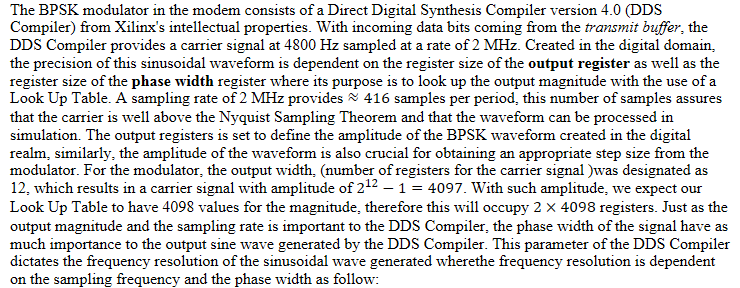 The BPSK modulator in the modem consists of a Direct Digital Synthesis Compiler version 4.0 (DDS
Compiler) from Xilinx's intellectual properties. With incoming data bits coming from the transmit buffer, the
DDS Compiler provides a carrier signal at 4800 Hz sampled at a rate of 2 MHz. Created in the digital domain,
the precision of this sinusoidal waveform is dependent on the register size of the output register as well as the
register size of the phase width register where its purpose is to look up the output magnitude with the use of a
Look Up Table. A sampling rate of 2 MHz provides ≈ 416 samples per period, this number of samples assures
that the carrier is well above the Nyquist Sampling Theorem and that the waveform can be processed in
simulation. The output registers is set to define the amplitude of the BPSK waveform created in the digital
realm, similarly, the amplitude of the waveform is also crucial for obtaining an appropriate step size from the
modulator. For the modulator, the output width, (number of registers for the carrier signal )was designated as
12, which results in a carrier signal with amplitude of 2¹² − 1 = 4097. With such amplitude, we expect our
Look Up Table to have 4098 values for the magnitude, therefore this will occupy 2 × 4098 registers. Just as the
output magnitude and the sampling rate is important to the DDS Compiler, the phase width of the signal have as
much importance to the output sine wave generated by the DDS Compiler. This parameter of the DDS Compiler
dictates the frequency resolution of the sinusoidal wave generated wherethe frequency resolution is dependent
on the sampling frequency and the phase width as follow: